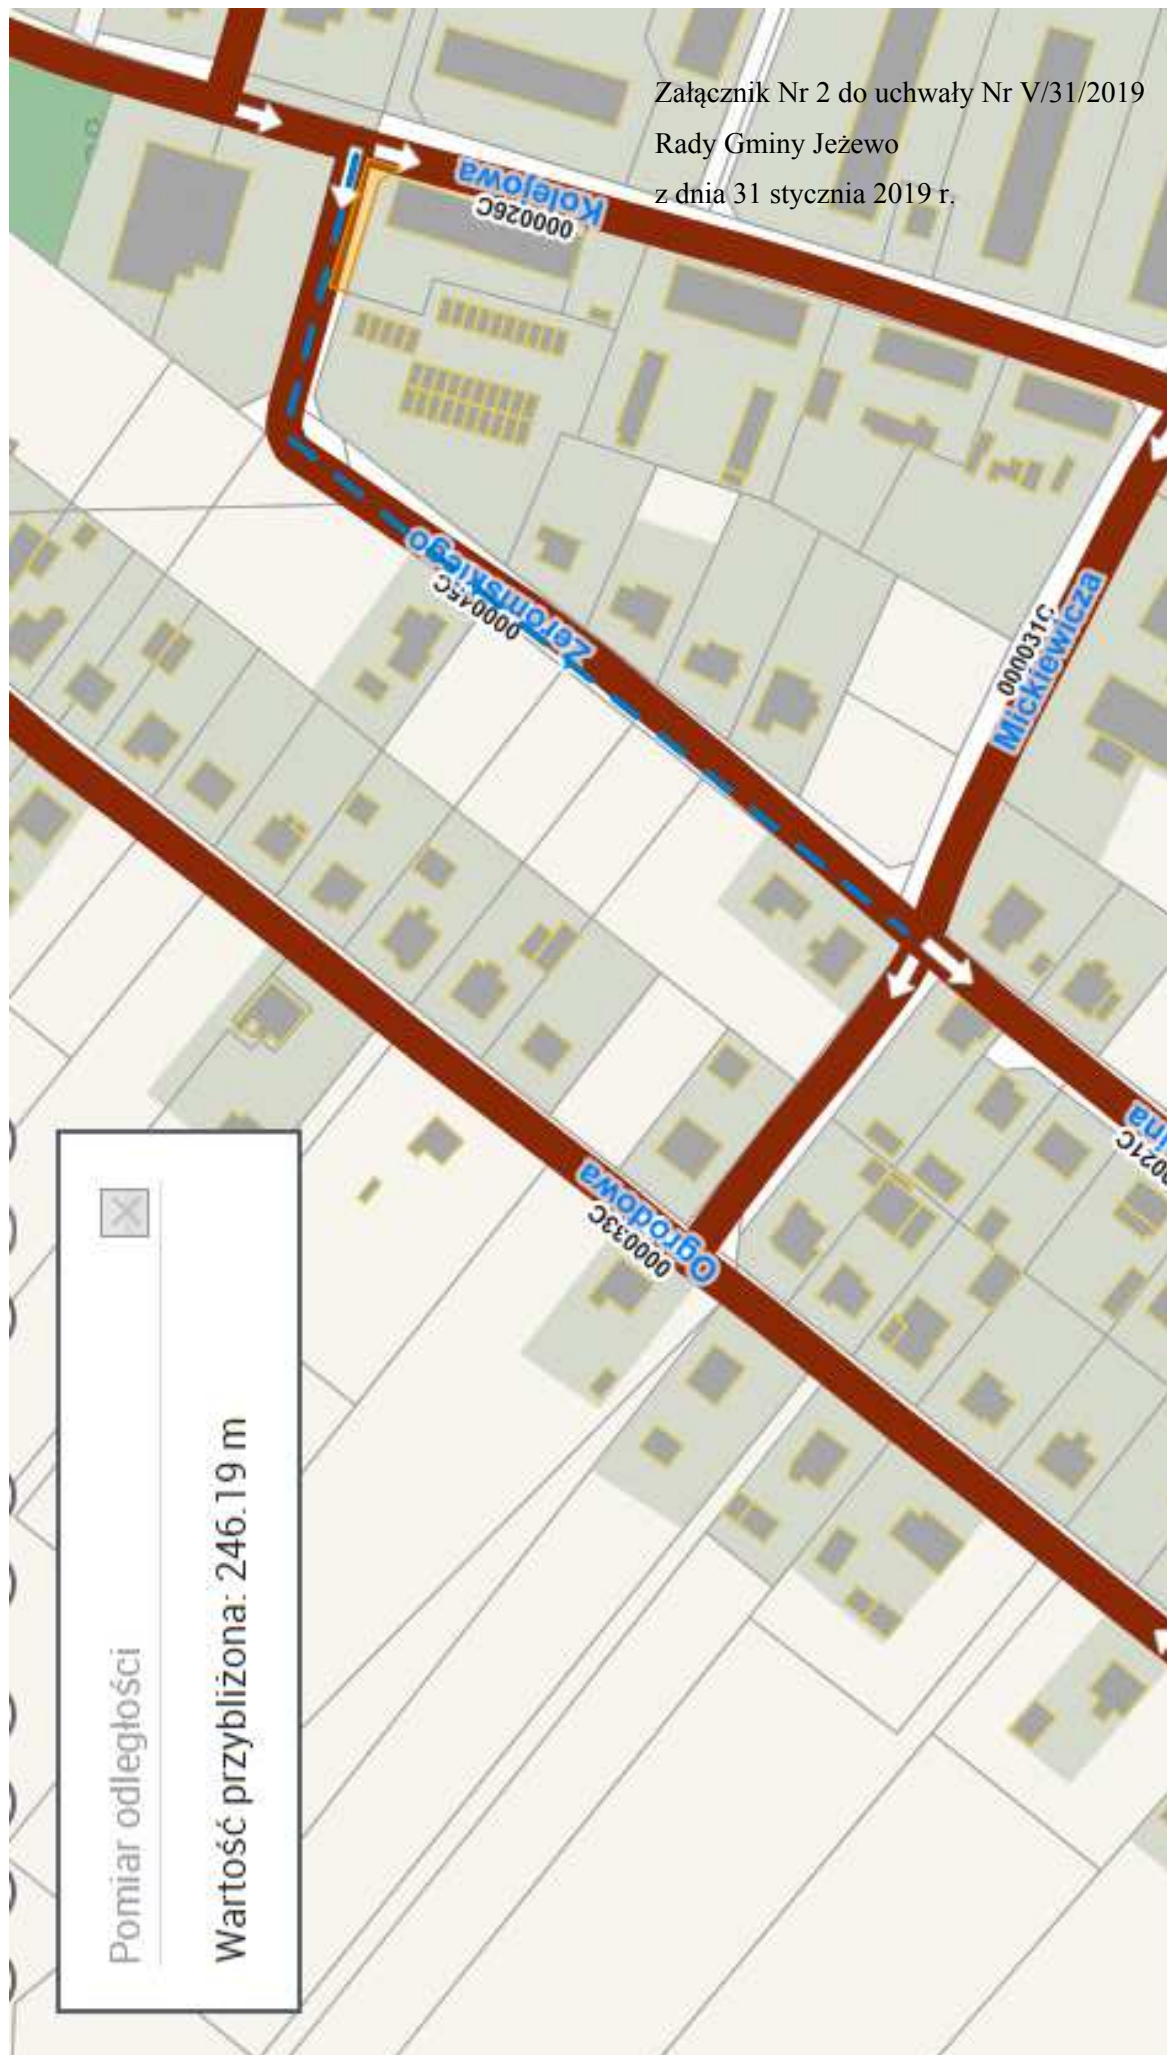 Załącznik Nr 2 do uchwały Nr V/31/2019
Rady Gminy Jeżewo
z dnia 31 stycznia 2019 r.
Kolejowa
000026C
Żeromskiego
000045C
000031C
Mickiewicza
Ogrodowa
000033C
Pomiar odległości
Wartość przybliżona: 246.19 m